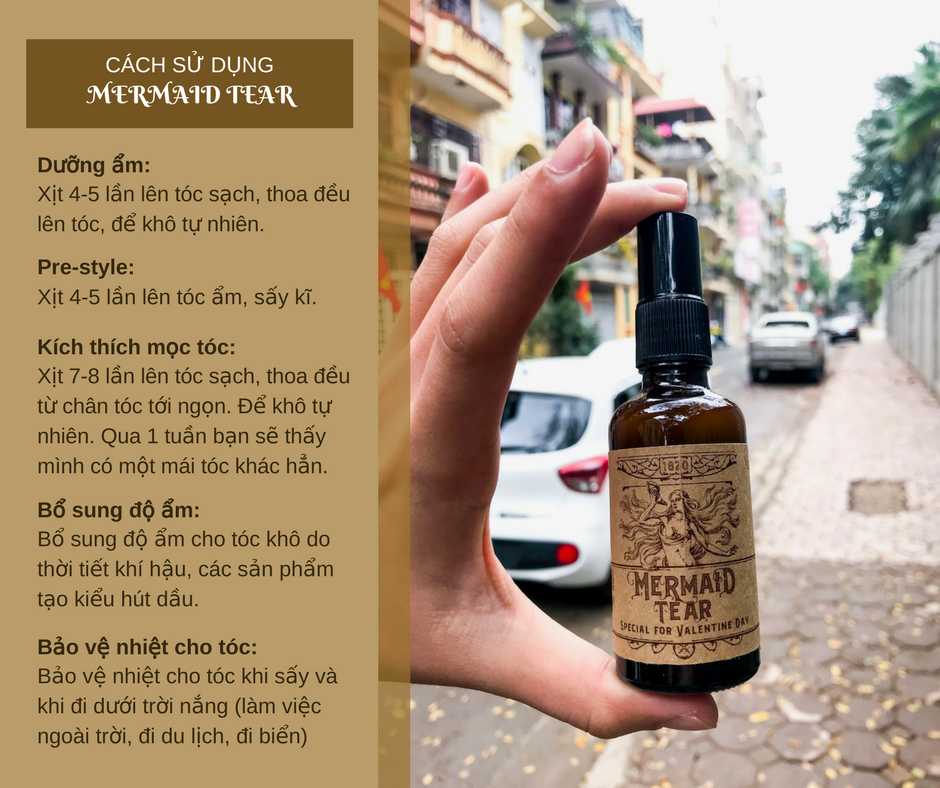 CÁCH SỬ DỤNG
MERMAID TEAR
Dưỡng ẩm:
Xịt 4-5 lần lên tóc sạch, thoa đều
lên tóc, để khô tự nhiên.
Pre-style:
Xịt 4-5 lần lên tóc ẩm, sấy kĩ.
Kích thích mọc tóc:
Xịt 7-8 lần lên tóc sạch, thoa đều
từ chân tóc tới ngọn. Để khô tự
nhiên. Qua 1 tuần bạn sẽ thấy
mình có một mái tóc khác hẳn.
Bổ sung độ ẩm:
Bổ sung độ ẩm cho tóc khô do
thời tiết khí hậu, các sản phẩm
tạo kiểu hút dầu.
Bảo vệ nhiệt cho tóc:
Bảo vệ nhiệt cho tóc khi sấy và
khi đi dưới trời nắng (làm việc
ngoài trời, đi du lịch, đi biển)
1820
MERMAID
TEAR
SPECIAL FOR VALENTINE DAY